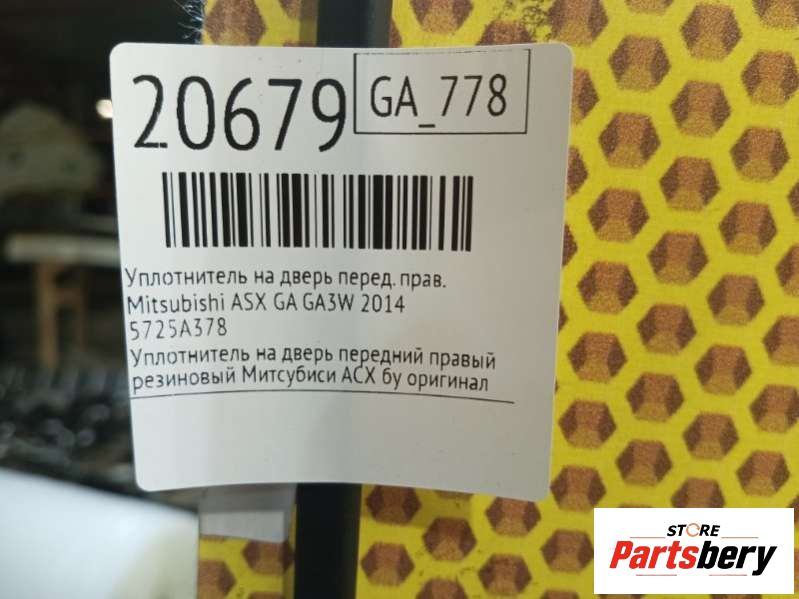 20679 GA_778
Уплотнитель на дверь перед. прав.
Mitsubishi ASX GA GA3W 2014
5725A378
Уплотнитель на дверь передний правый
резиновый Митсубиси АСХ бу оригинал
STORE
Partsbery